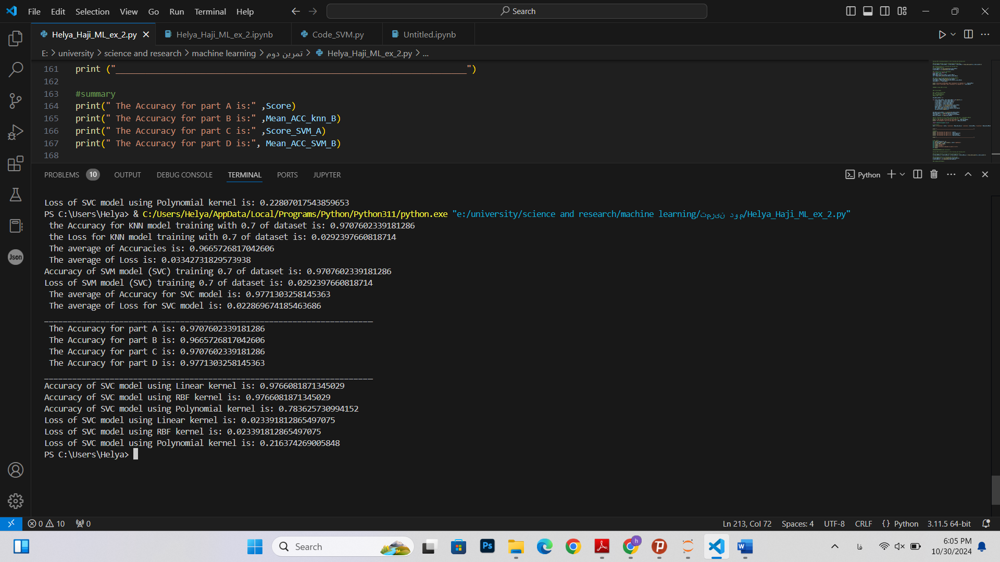 File Edit Selection View Go Run Terminal Help
Search
Helya_Haji_ML_ex_2.py
Helya_Haji_ML_ex_2.ipynb
Code_SVM.py
Untitled.ipynb
E: > university > science and research > machine learning > تمرین دوم > Helya_Haji_ML_ex_2.py > ...
161 print ("___________________________________________________________________________")
162
163 #summary
164 print(" The Accuracy for part A is:" ,Score)
165 print(" The Accuracy for part B is:" ,Mean_ACC_knn_B)
166 print(" The Accuracy for part C is:" ,Score_SVM_A)
167 print(" The Accuracy for part D is:", Mean_ACC_SVM_B)
168
PROBLEMS 10 OUTPUT DEBUG CONSOLE TERMINAL PORTS JUPYTER
Python
Loss of SVC model using Polynomial kernel is: 0.22807017543859653
PS C:\Users\Helya> & C:/Users/Helya/AppData/Local/Programs/Python/Python311/python.exe "e:/university/science and research/machine learning/تمرین دوم/Helya_Haji_ML_ex_2.py"
the Accuracy for KNN model training with 0.7 of dataset is: 0.9707602339181286
the Loss for KNN model training with 0.7 of dataset is: 0.0292397660818714
The average of Accuracies is: 0.9665726817042606
The average of Loss is: 0.03342731829573938
Accuracy of SVM model (SVC) training 0.7 of dataset is: 0.9707602339181286
Loss of SVM model (SVC) training 0.7 of dataset is: 0.0292397660818714
The average of Accuracy for SVC model is: 0.9771303258145363
The average of Loss for SVC model is: 0.022869674185463686
______________________________________________________________________
The Accuracy for part A is: 0.9707602339181286
The Accuracy for part B is: 0.9665726817042606
The Accuracy for part C is: 0.9707602339181286
The Accuracy for part D is: 0.9771303258145363
______________________________________________________________________
Accuracy of SVC model using Linear kernel is: 0.9766081871345029
Accuracy of SVC model using RBF kernel is: 0.9766081871345029
Accuracy of SVC model using Polynomial kernel is: 0.783625730994152
Loss of SVC model using Linear kernel is: 0.023391812865497075
Loss of SVC model using RBF kernel is: 0.023391812865497075
Loss of SVC model using Polynomial kernel is: 0.216374269005848
PS C:\Users\Helya>
Json
0 10 0
Ln 213, Col 72 Spaces: 4 UTF-8 CRLF {} Python 3.11.5 64-bit
Search
Ps
h
فا
6:05 PM
10/30/2024